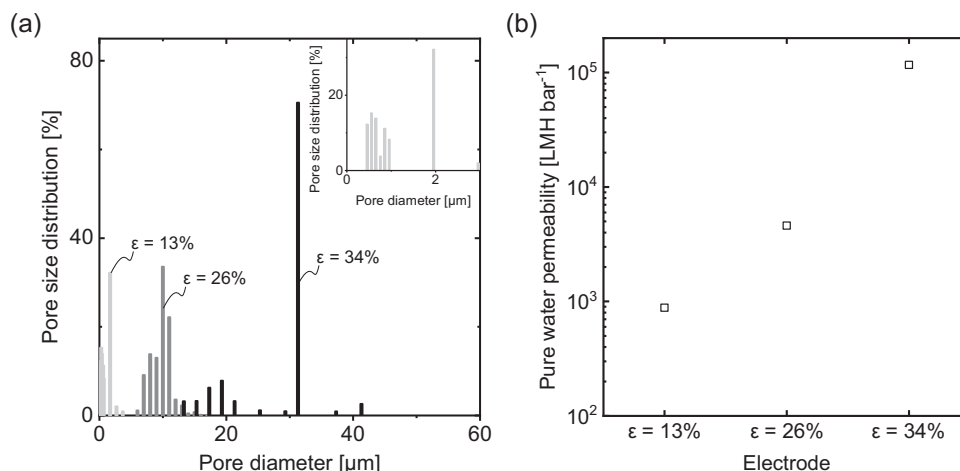 (a)
80
40
0
0
20
40
60
Pore size distribution [%]
Pore diameter [µm]
ε = 13%
ε = 26%
ε = 34%
20
0
0
2
Pore size distribution [%]
Pore diameter [µm]
(b)
10⁵
10⁴
10³
10²
Pure water permeability [LMH bar⁻¹]
ε = 13%
ε = 26%
ε = 34%
Electrode